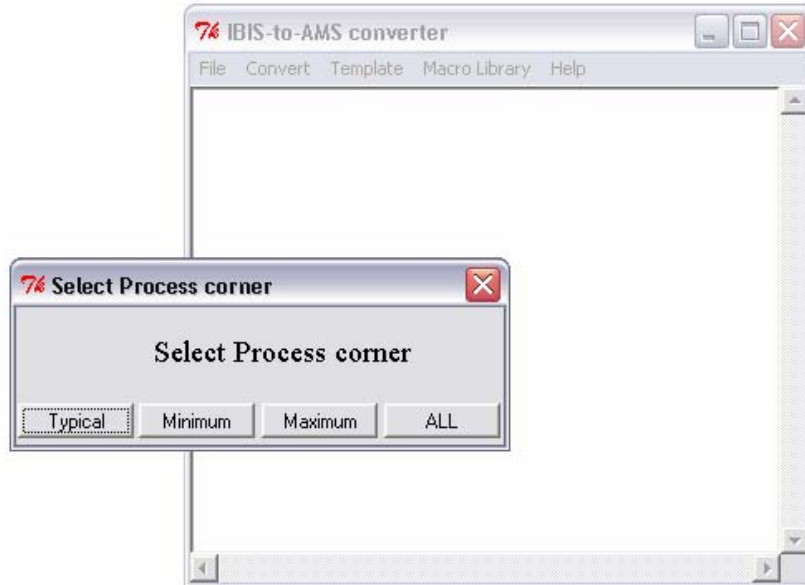 IBIS-to-AMS converter
File Convert Template Macro Library Help
Select Process corner
Select Process corner
Typical Minimum Maximum ALL